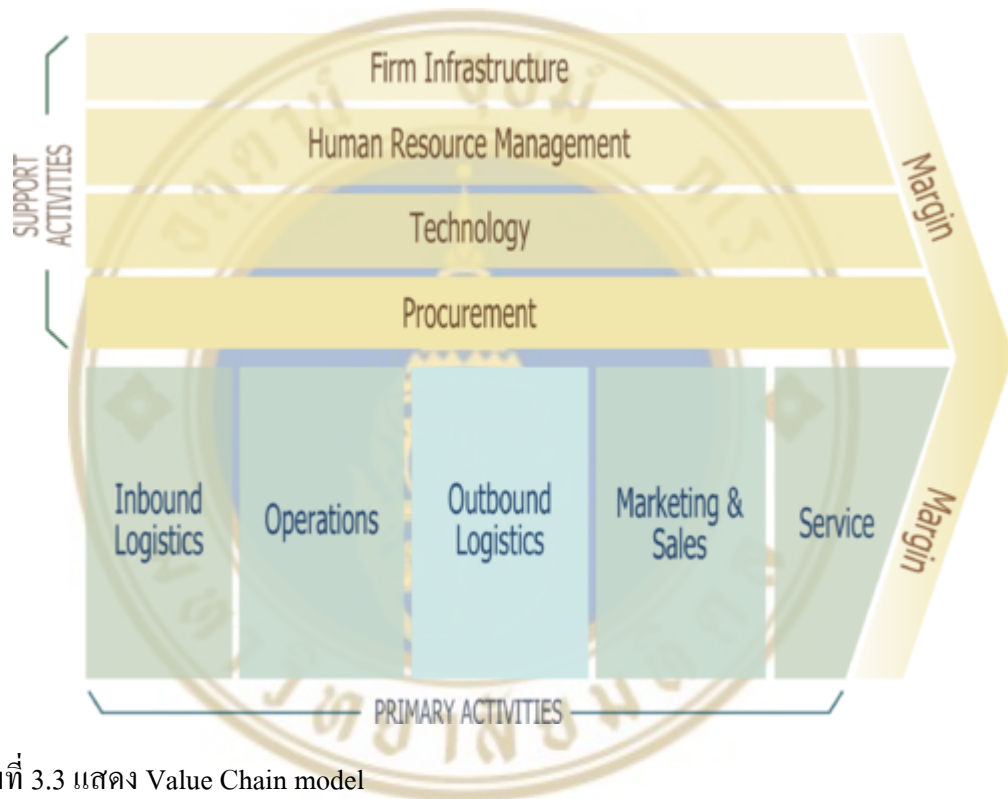 Firm Infrastructure
Human Resource Management
Technology
Procurement
SUPPORT
ACTIVITIES
Margin
Inbound
Logistics
Operations
Outbound
Logistics
Marketing &
Sales
Service
Margin
PRIMARY ACTIVITIES
ที่ 3.3 แสดง Value Chain model